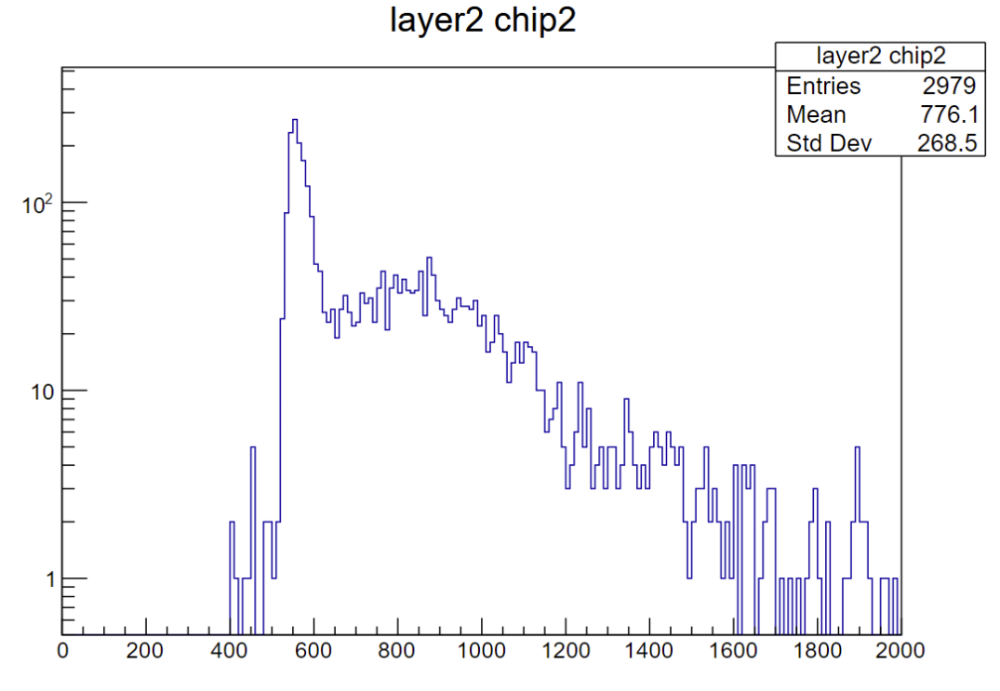 layer2 chip2
layer2 chip2
Entries 2979
Mean 776.1
Std Dev 268.5
10²
10
1
0 200 400 600 800 1000 1200 1400 1600 1800 2000